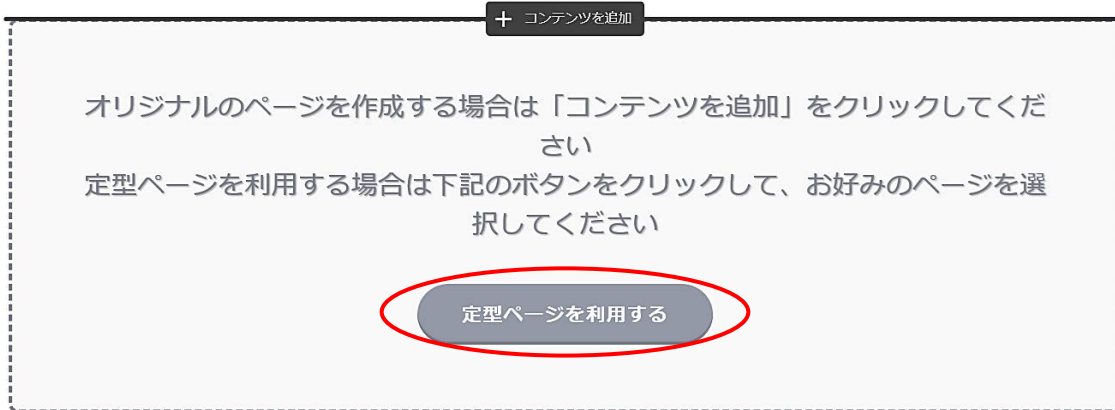 ＋ コンテンツを追加
オリジナルのページを作成する場合は「コンテンツを追加」をクリックしてくだ
さい
定型ページを利用する場合は下記のボタンをクリックして、お好みのページを選
択してください
定型ページを利用する